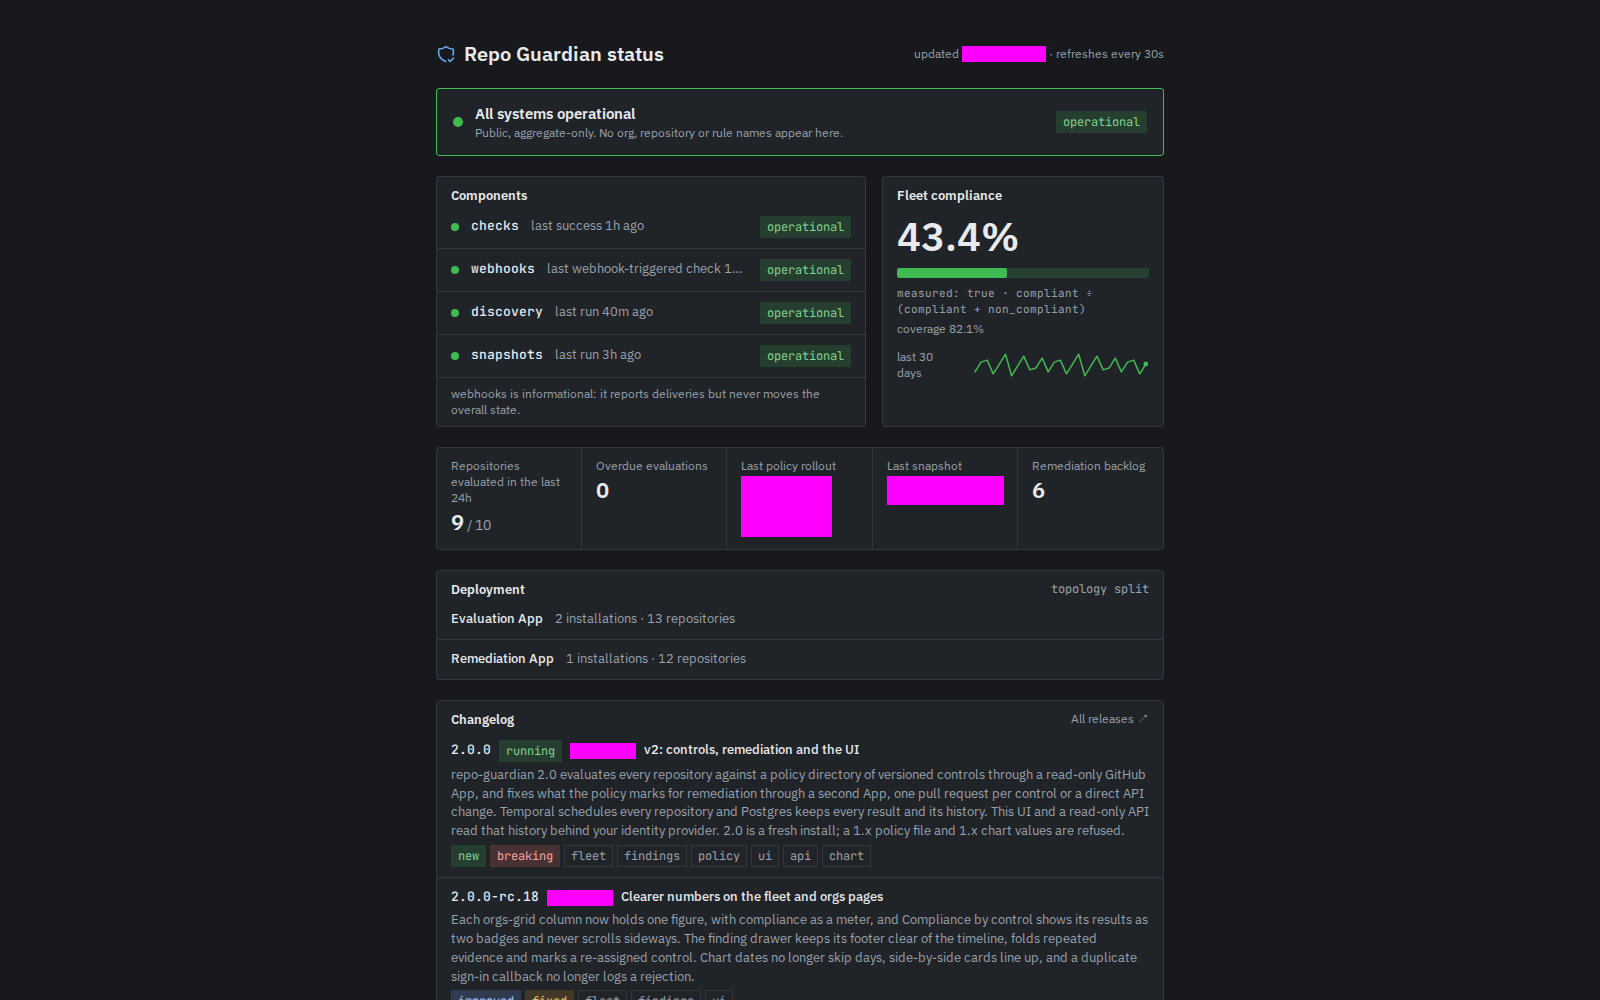 Repo Guardian status
updated
· refreshes every 30s
All systems operational
Public, aggregate-only. No org, repository or rule names appear here.
operational
Components
checks last success 1h ago operational
webhooks last webhook-triggered check 1... operational
discovery last run 40m ago operational
snapshots last run 3h ago operational
webhooks is informational: it reports deliveries but never moves the
overall state.
Fleet compliance
43.4%
measured: true · compliant ÷
(compliant + non_compliant)
coverage 82.1%
last 30
days
Repositories
evaluated in the last
24h
9 / 10
Overdue evaluations
0
Last policy rollout
Last snapshot
Remediation backlog
6
Deployment
topology split
Evaluation App 2 installations · 13 repositories
Remediation App 1 installations · 12 repositories
Changelog
All releases ↗
2.0.0 running v2: controls, remediation and the UI
repo-guardian 2.0 evaluates every repository against a policy directory of versioned controls through a read-only GitHub
App, and fixes what the policy marks for remediation through a second App, one pull request per control or a direct API
change. Temporal schedules every repository and Postgres keeps every result and its history. This UI and a read-only API
read that history behind your identity provider. 2.0 is a fresh install; a 1.x policy file and 1.x chart values are refused.
new breaking fleet findings policy ui api chart
2.0.0-rc.18 Clearer numbers on the fleet and orgs pages
Each orgs-grid column now holds one figure, with compliance as a meter, and Compliance by control shows its results as
two badges and never scrolls sideways. The finding drawer keeps its footer clear of the timeline, folds repeated
evidence and marks a re-assigned control. Chart dates no longer skip days, side-by-side cards line up, and a duplicate
sign-in callback no longer logs a rejection.
improved fixed fleet findings ui